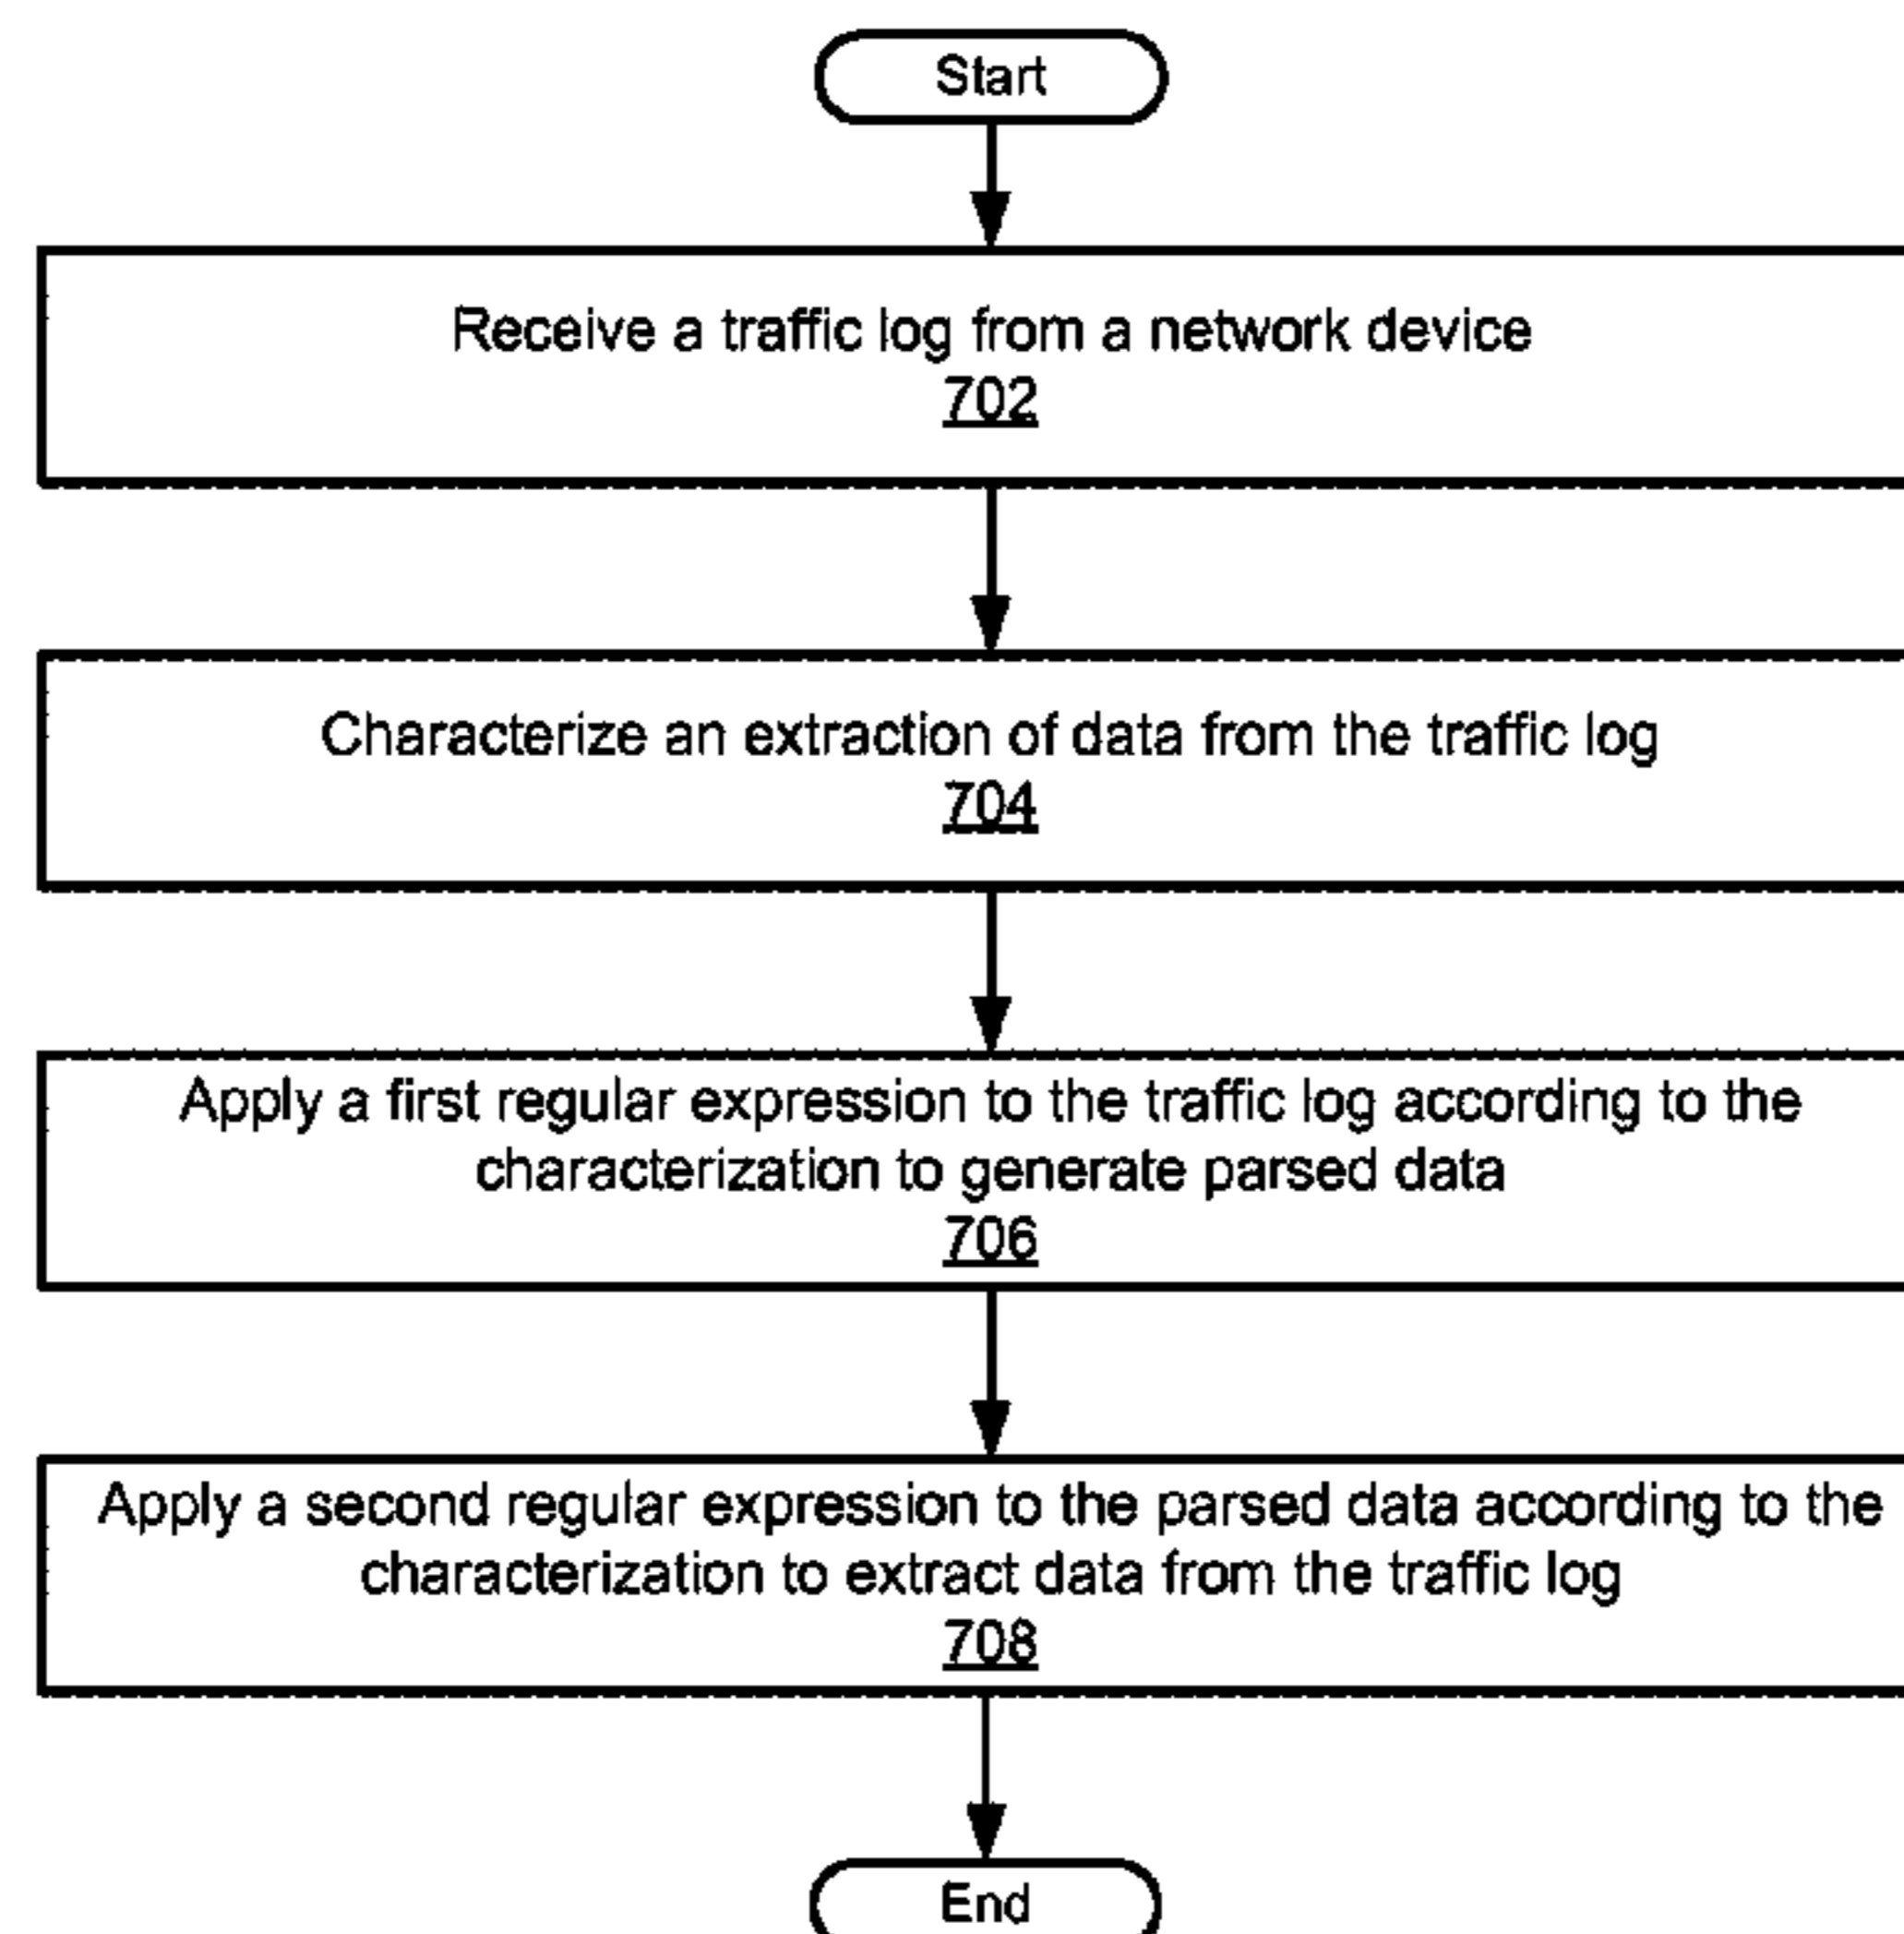 Start
Receive a traffic log from a network device
702
Characterize an extraction of data from the traffic log
704
Apply a first regular expression to the traffic log according to the
characterization to generate parsed data
706
Apply a second regular expression to the parsed data according to the
characterization to extract data from the traffic log
708
End